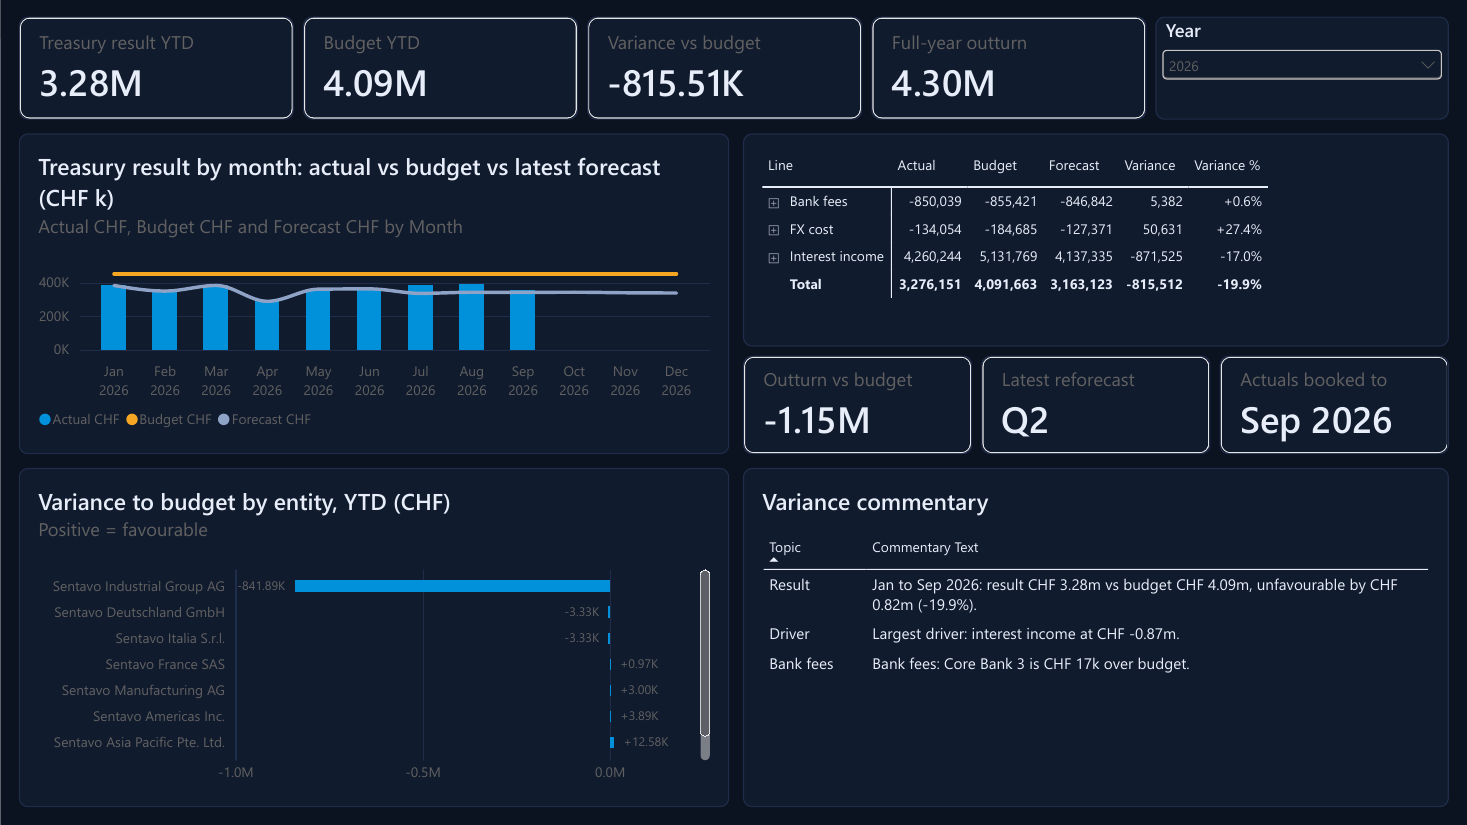 Treasury result YTD
3.28M
Budget YTD
4.09M
Variance vs budget
-815.51K
Full-year outturn
4.30M
Year
2026
Treasury result by month: actual vs budget vs latest forecast
(CHF k)
Actual CHF, Budget CHF and Forecast CHF by Month
400K
200K
0K
Jan Feb Mar Apr May Jun Jul Aug Sep Oct Nov Dec
2026 2026 2026 2026 2026 2026 2026 2026 2026 2026 2026 2026
Actual CHF Budget CHF Forecast CHF
Line Actual Budget Forecast Variance Variance %
Bank fees -850,039 -855,421 -846,842 5,382 +0.6%
FX cost -134,054 -184,685 -127,371 50,631 +27.4%
Interest income 4,260,244 5,131,769 4,137,335 -871,525 -17.0%
Total 3,276,151 4,091,663 3,163,123 -815,512 -19.9%
Outturn vs budget
-1.15M
Latest reforecast
Q2
Actuals booked to
Sep 2026
Variance to budget by entity, YTD (CHF)
Positive = favourable
Sentavo Industrial Group AG -841.89K
Sentavo Deutschland GmbH -3.33K
Sentavo Italia S.r.l. -3.33K
Sentavo France SAS +0.97K
Sentavo Manufacturing AG +3.00K
Sentavo Americas Inc. +3.89K
Sentavo Asia Pacific Pte. Ltd. +12.58K
-1.0M -0.5M 0.0M
Variance commentary
Topic Commentary Text
Result Jan to Sep 2026: result CHF 3.28m vs budget CHF 4.09m, unfavourable by CHF
0.82m (-19.9%).
Driver Largest driver: interest income at CHF -0.87m.
Bank fees Bank fees: Core Bank 3 is CHF 17k over budget.